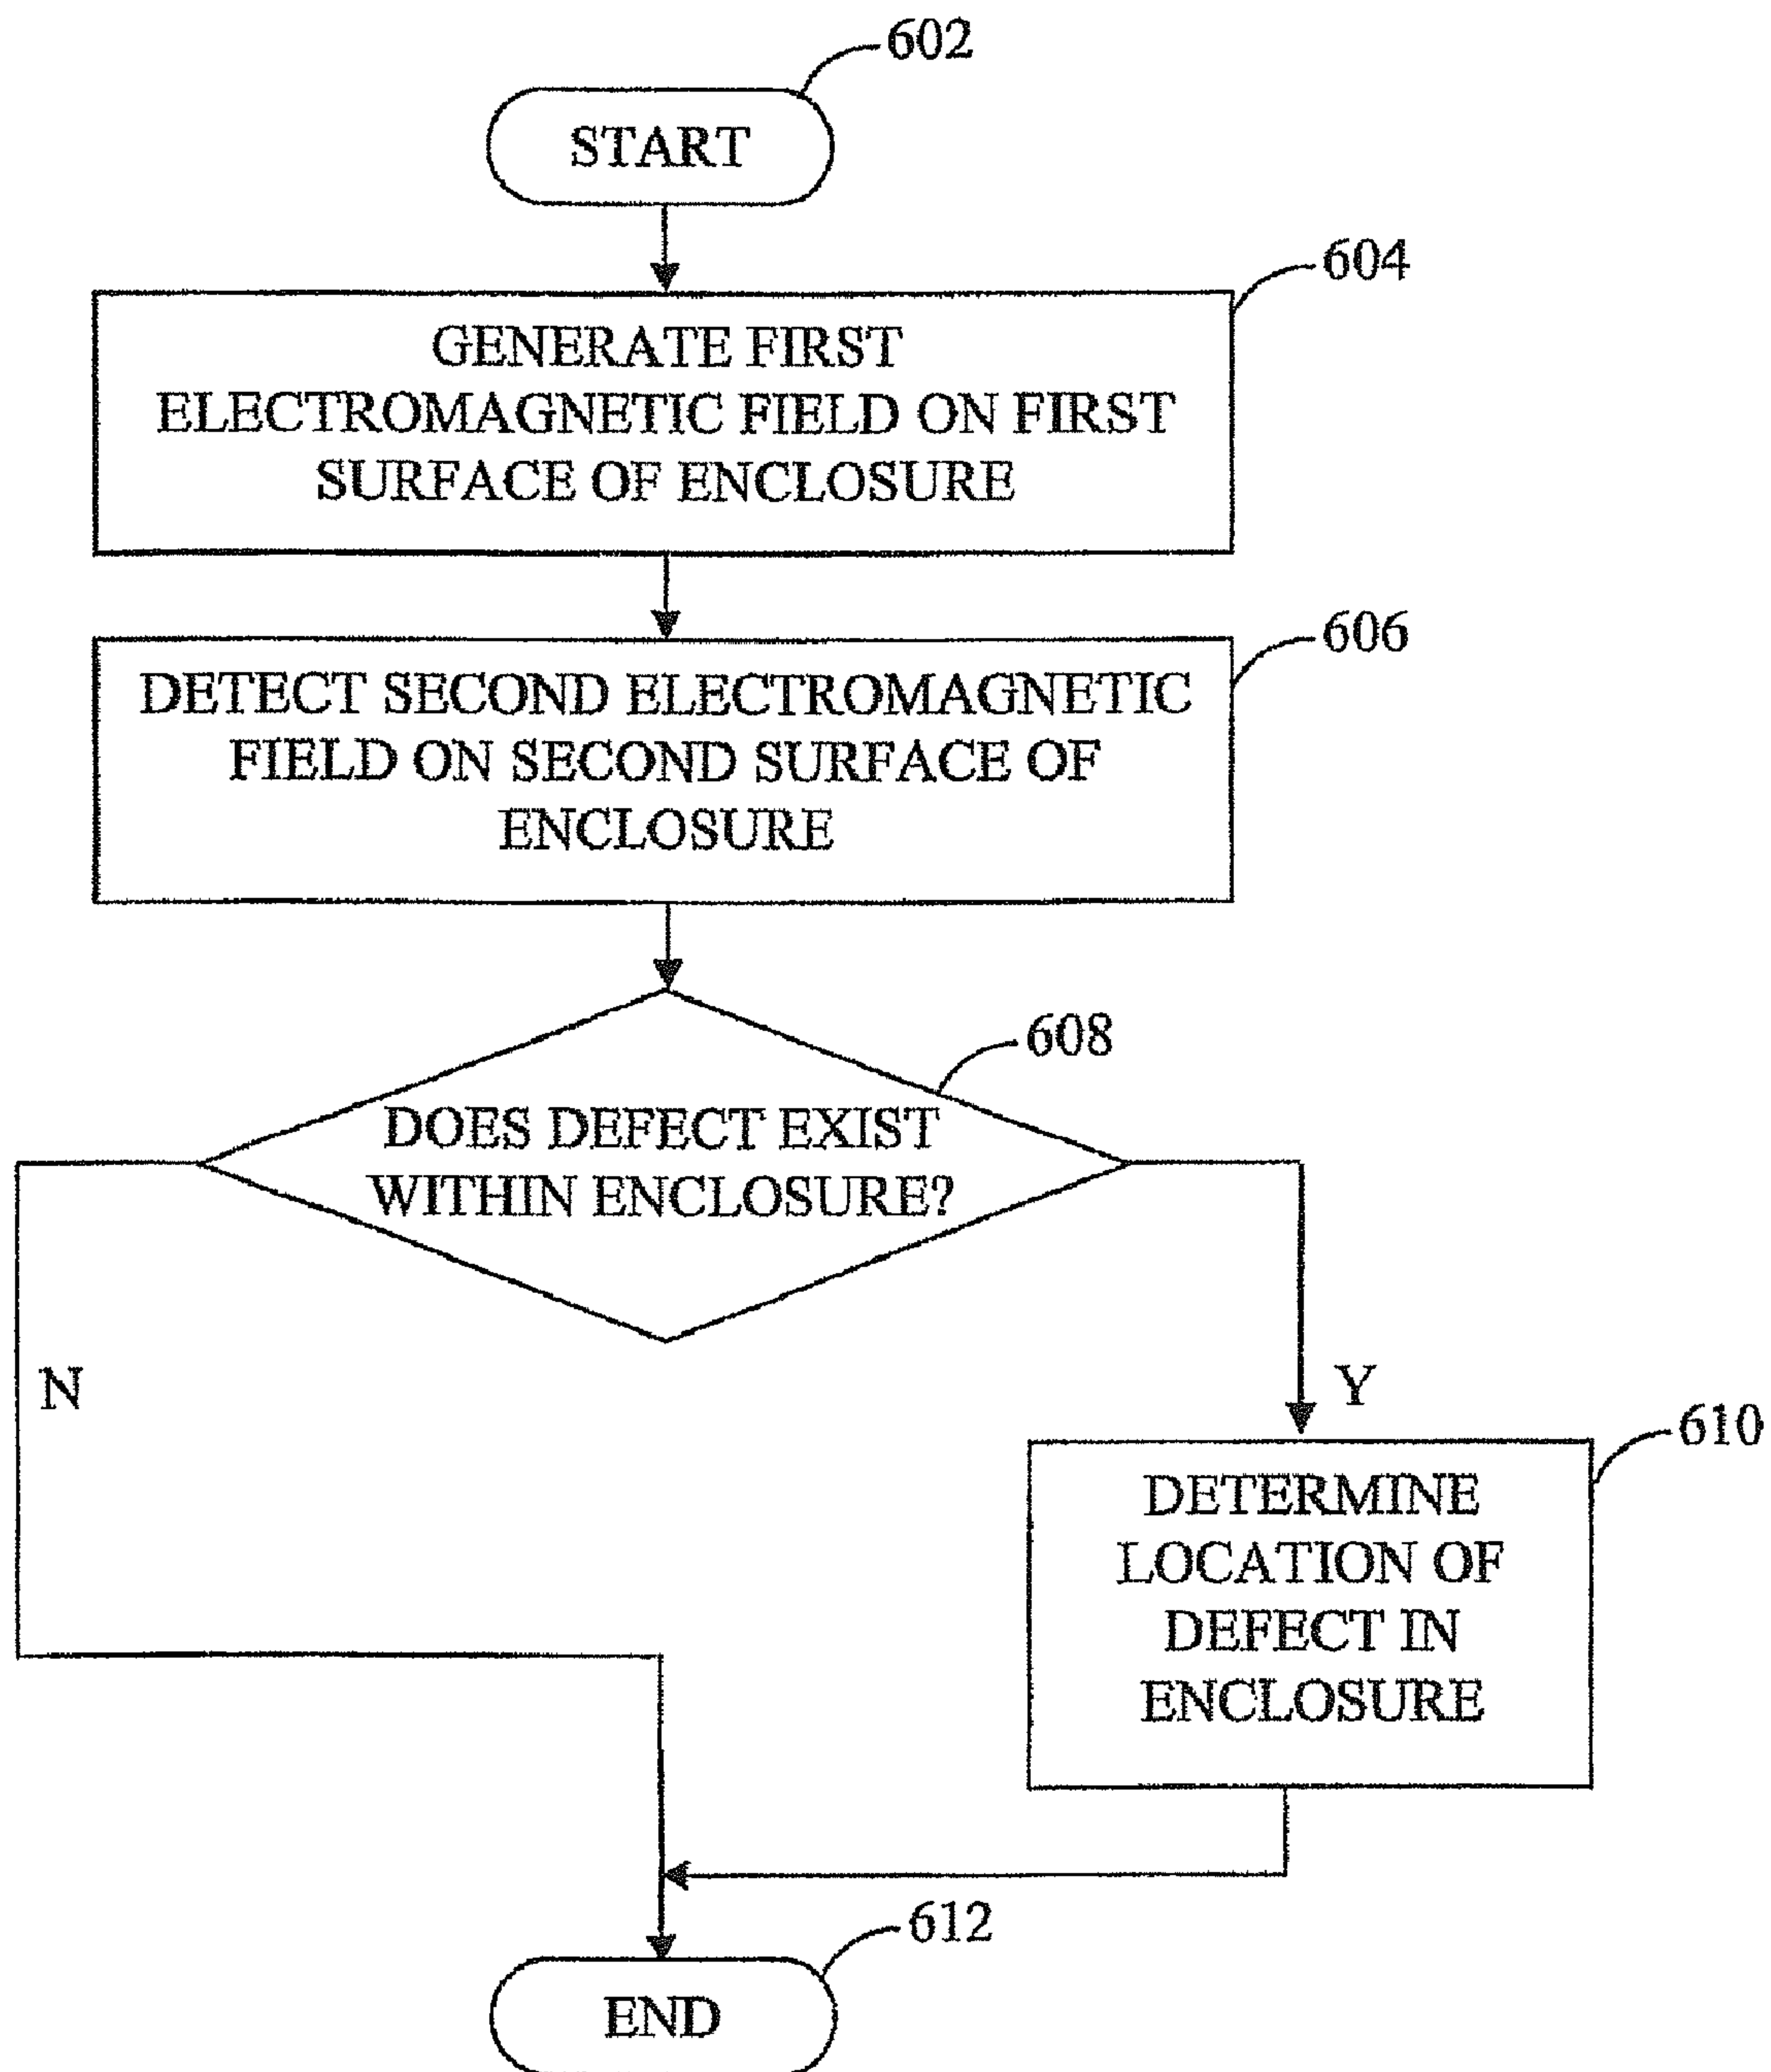 602
START
604
GENERATE FIRST
ELECTROMAGNETIC FIELD ON FIRST
SURFACE OF ENCLOSURE
606
DETECT SECOND ELECTROMAGNETIC
FIELD ON SECOND SURFACE OF
ENCLOSURE
608
DOES DEFECT EXIST
WITHIN ENCLOSURE?
N
Y
610
DETERMINE
LOCATION OF
DEFECT IN
ENCLOSURE
612
END